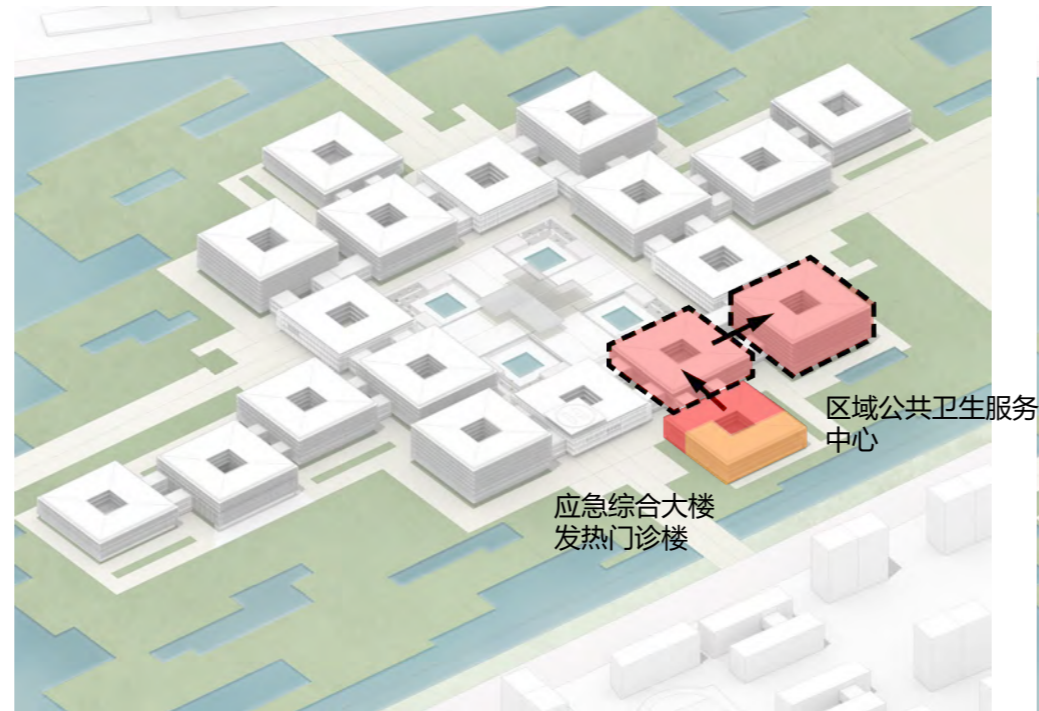 区域公共卫生服务
中心
应急综合大楼
发热门诊楼